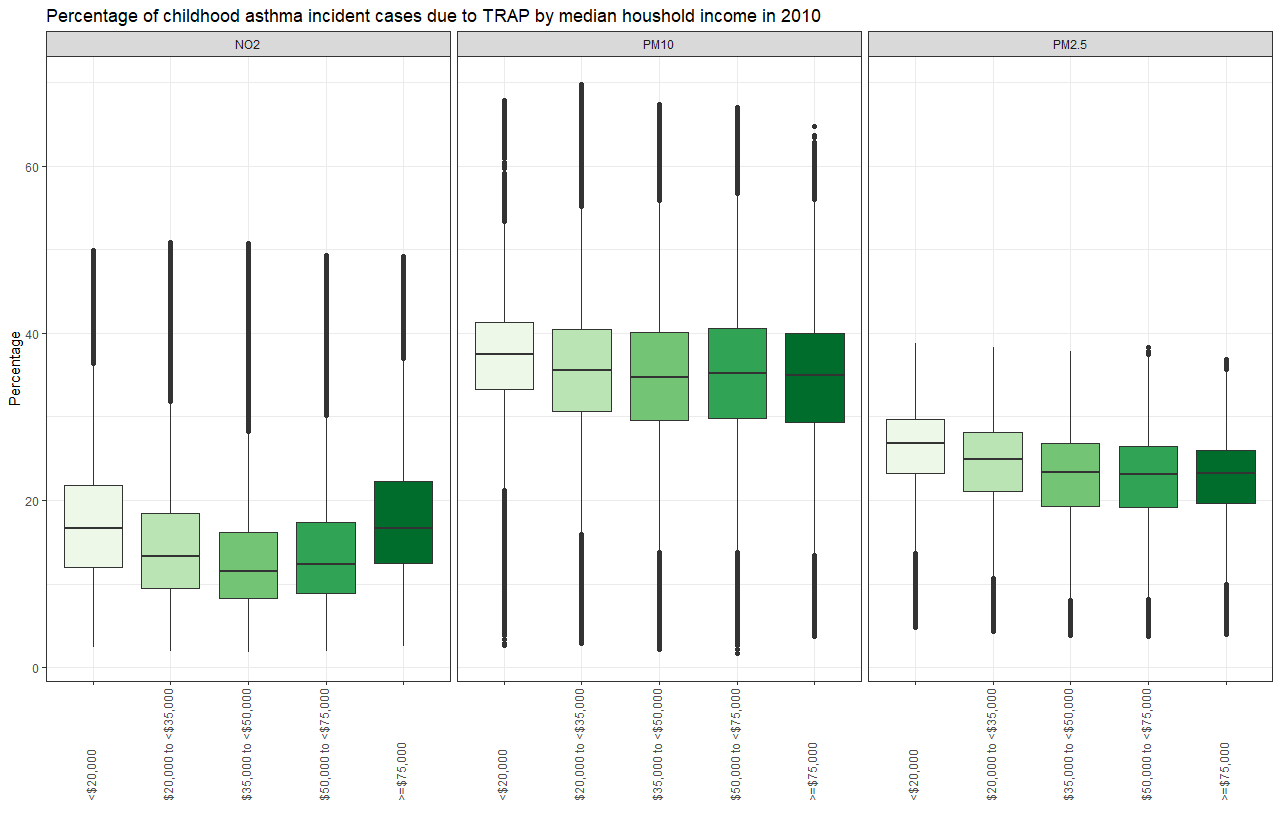 Percentage of childhood asthma incident cases due to TRAP by median houshold income in 2010
NO2
PM10
PM2.5
Percentage
60
40
20
0
<$20,000
$20,000 to <$35,000
$35,000 to <$50,000
$50,000 to <$75,000
>=$75,000
<$20,000
$20,000 to <$35,000
$35,000 to <$50,000
$50,000 to <$75,000
>=$75,000
<$20,000
$20,000 to <$35,000
$35,000 to <$50,000
$50,000 to <$75,000
>=$75,000